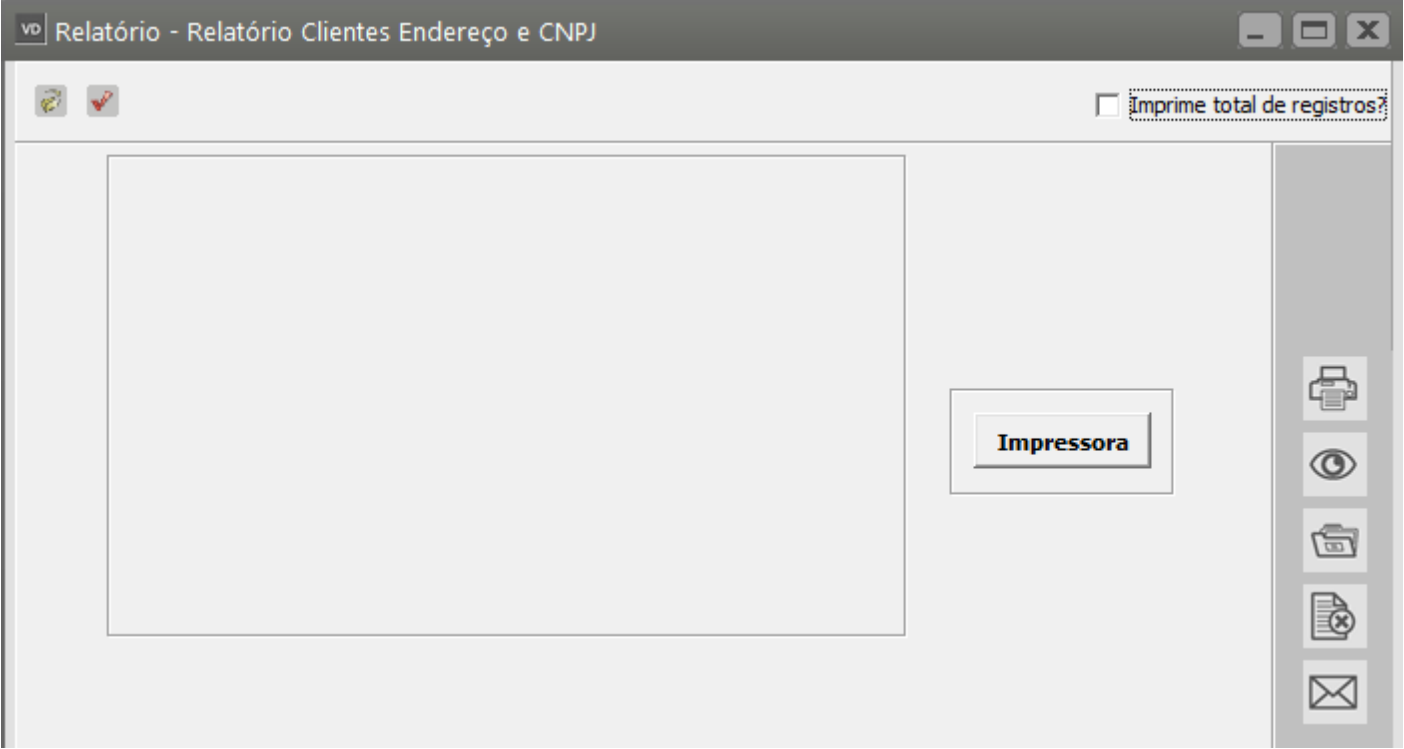 VD Relatório - Relatório Clientes Endereço e CNPJ
Imprime total de registros?
Impressora